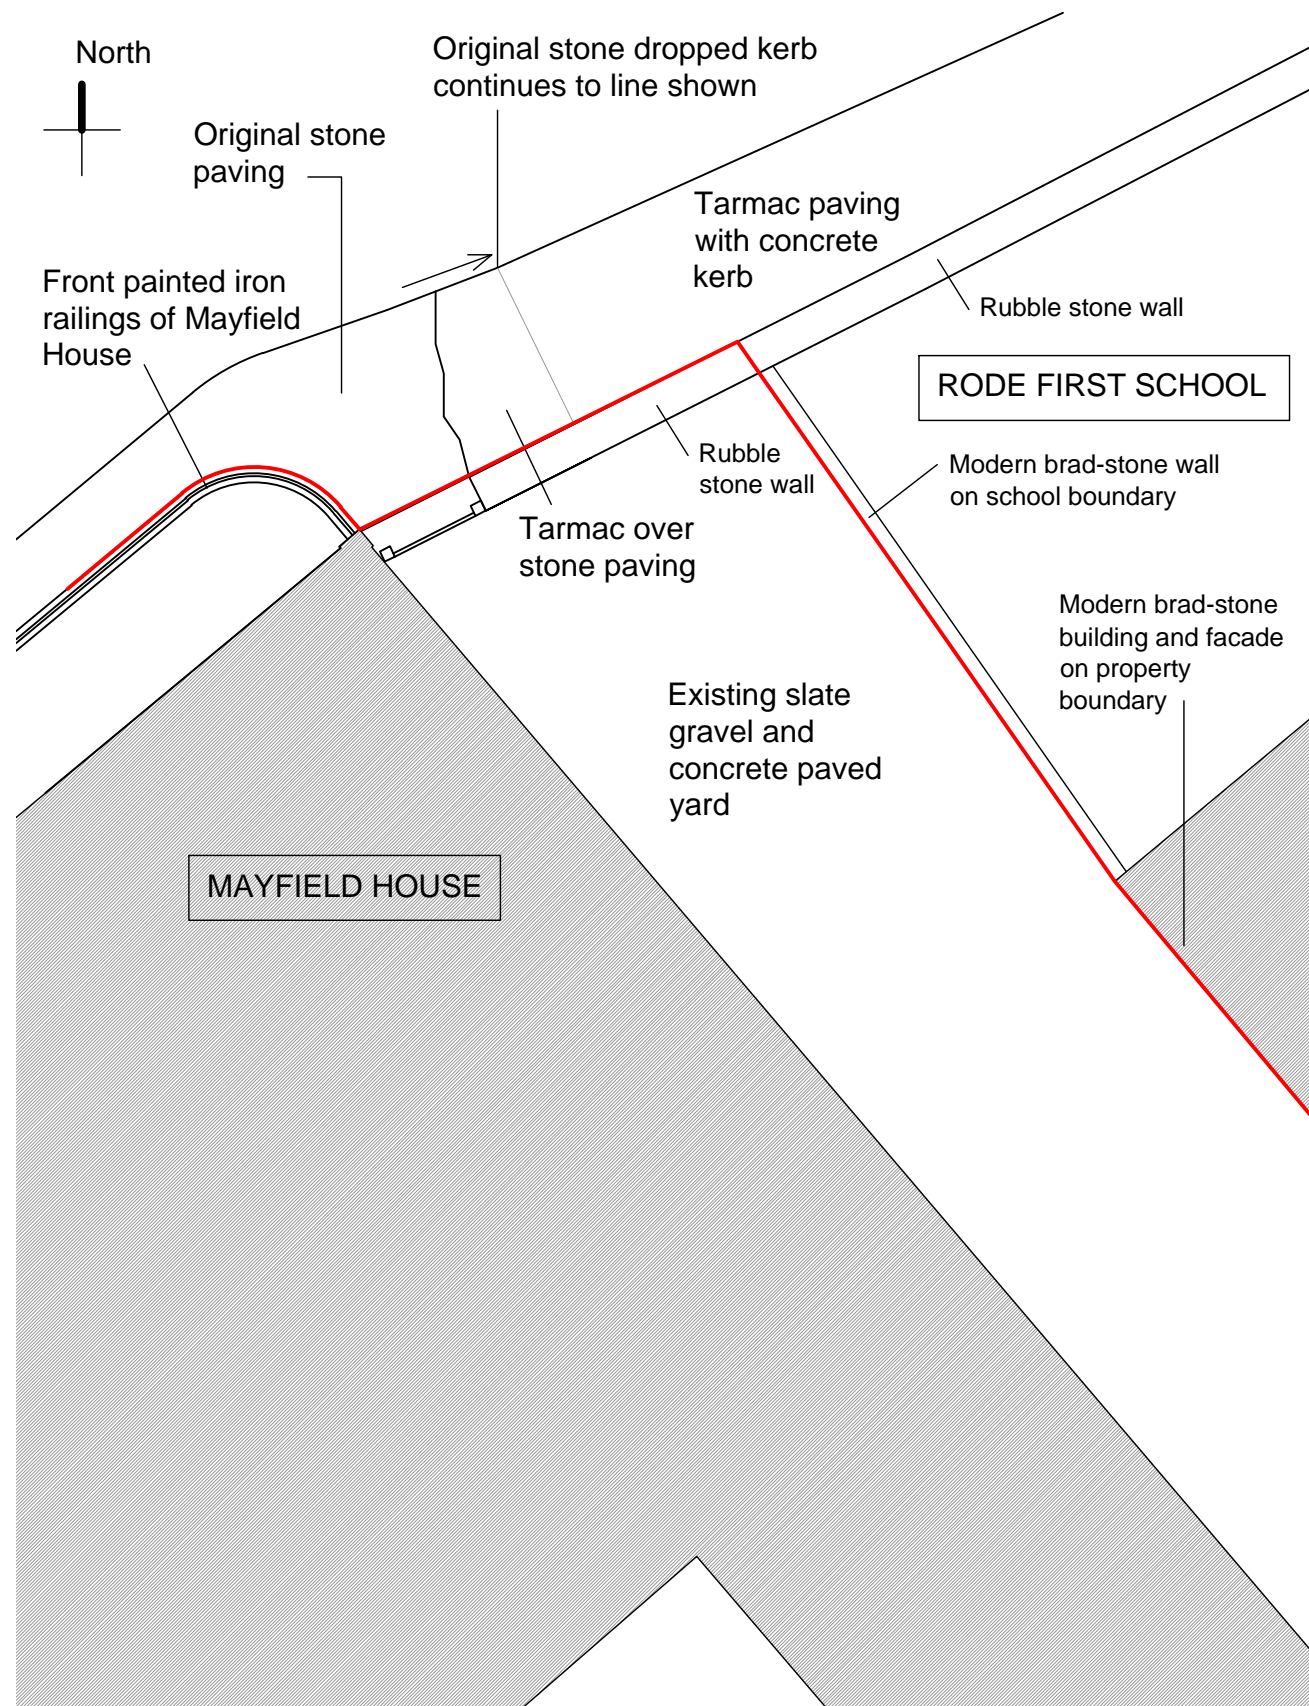 North
Original stone dropped kerb
continues to line shown
Original stone
paving
Tarmac paving
with concrete
kerb
Front painted iron
railings of Mayfield
House
Rubble stone wall
RODE FIRST SCHOOL
Rubble
stone wall
Modern brad-stone wall
on school boundary
Tarmac over
stone paving
Modern brad-stone
building and facade
on property
boundary
Existing slate
gravel and
concrete paved
yard
MAYFIELD HOUSE